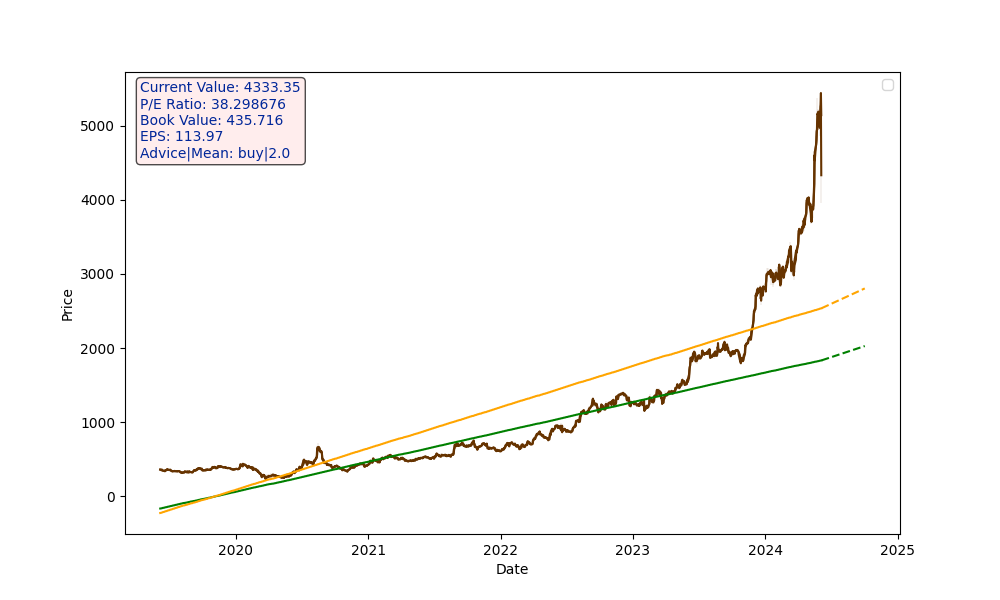 Current Value: 4333.35
P/E Ratio: 38.298676
Book Value: 435.716
EPS: 113.97
Advice|Mean: buy|2.0
Price
5000
4000
3000
2000
1000
0
2020 2021 2022 2023 2024 2025
Date